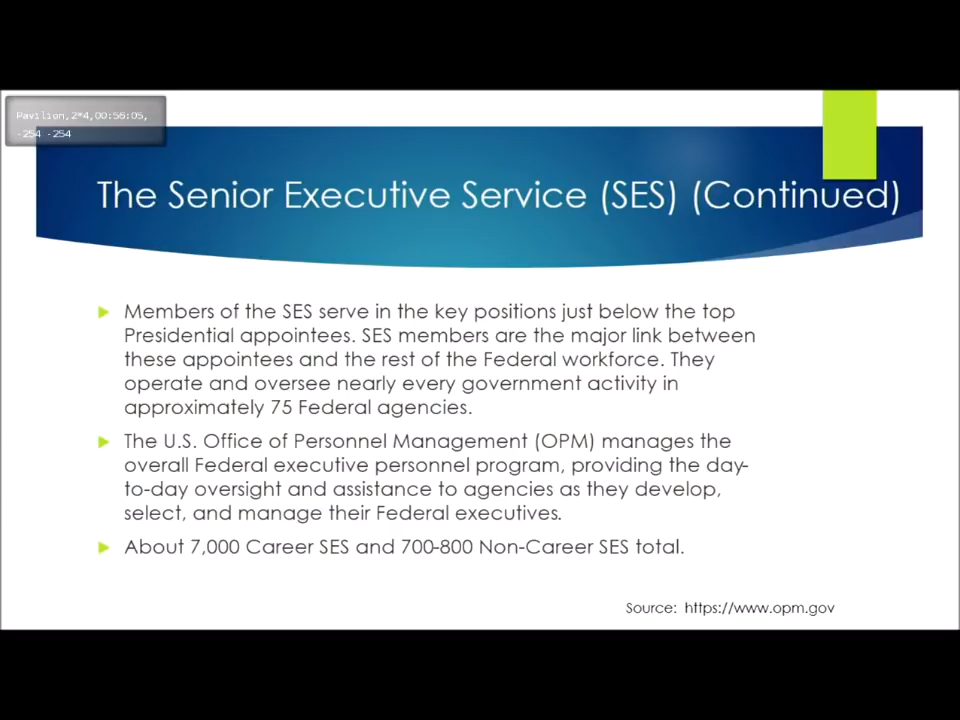 Pavilion,2*4,00:56:05,
-254 -254
The Senior Executive Service (SES) (Continued)
Members of the SES serve in the key positions just below the top
Presidential appointees. SES members are the major link between
these appointees and the rest of the Federal workforce. They
operate and oversee nearly every government activity in
approximately 75 Federal agencies.
The U.S. Office of Personnel Management (OPM) manages the
overall Federal executive personnel program, providing the day-
to-day oversight and assistance to agencies as they develop,
select, and manage their Federal executives.
About 7,000 Career SES and 700-800 Non-Career SES total.
Source: https://www.opm.gov